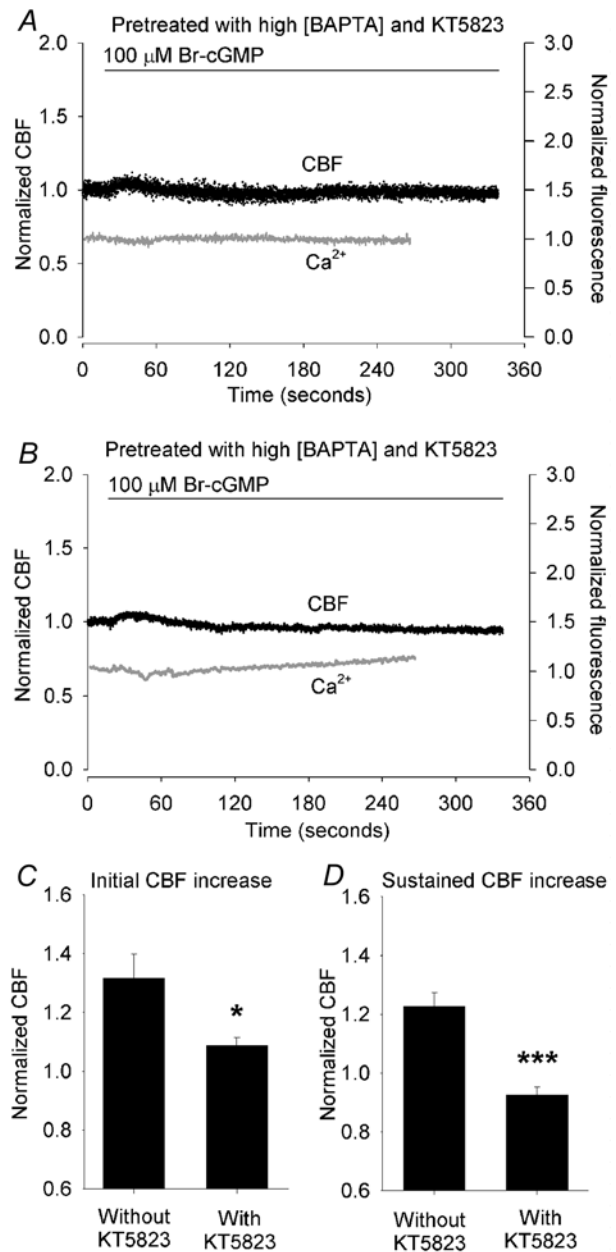 A
Pretreated with high [BAPTA] and KT5823
100 μM Br-cGMP
CBF
Ca2+
Normalized CBF
2.0
1.5
1.0
0.5
0.0
Normalized fluorescence
3.0
2.5
2.0
1.5
1.0
0.5
0.0
0 60 120 180 240 300 360
Time (seconds)
B
Pretreated with high [BAPTA] and KT5823
100 μM Br-cGMP
CBF
Ca2+
Normalized CBF
2.0
1.5
1.0
0.5
0.0
Normalized fluorescence
3.0
2.5
2.0
1.5
1.0
0.5
0.0
0 60 120 180 240 300 360
Time (seconds)
C
Initial CBF increase
Normalized CBF
1.6
1.4
1.2
1.0
0.8
0.6
*
Without KT5823
With KT5823
D
Sustained CBF increase
Normalized CBF
1.6
1.4
1.2
1.0
0.8
0.6
***
Without KT5823
With KT5823